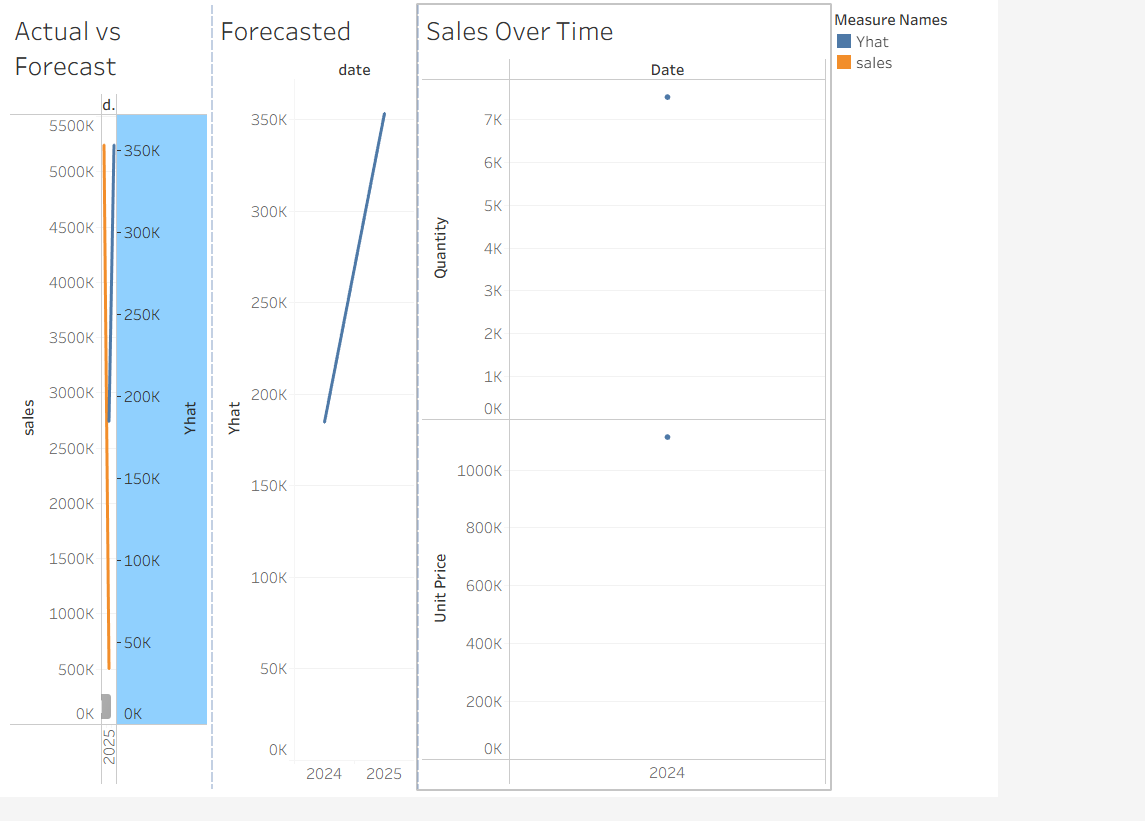 Actual vs
Forecast
d.
5500K
5000K
4500K
4000K
3500K
3000K
2500K
2000K
1500K
1000K
500K
0K
sales
350K
300K
250K
200K
150K
100K
50K
0K
Yhat
2025
Forecasted
date
350K
300K
250K
200K
150K
100K
50K
0K
Yhat
2024 2025
Sales Over Time
Date
7K
6K
5K
4K
3K
2K
1K
0K
Quantity
1000K
800K
600K
400K
200K
0K
Unit Price
2024
Measure Names
Yhat
sales